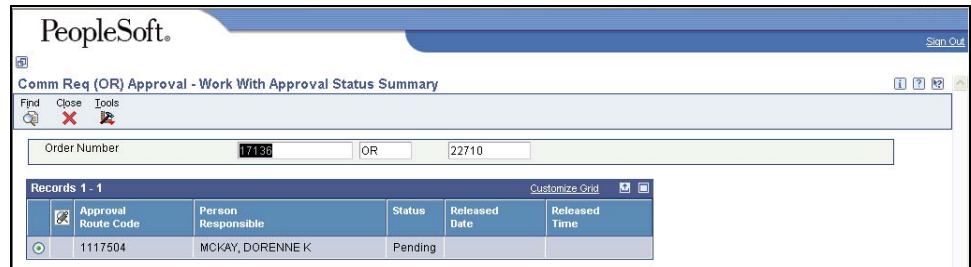 PeopleSoft®
Sign Out
Comm Req (OR) Approval - Work With Approval Status Summary
Find Close Tools
Order Number 17136 OR 22710
Records 1 - 1 Customize Grid
Approval Route Code Person Responsible Status Released Date Released Time
1117504 MCKAY, DORENNE K Pending